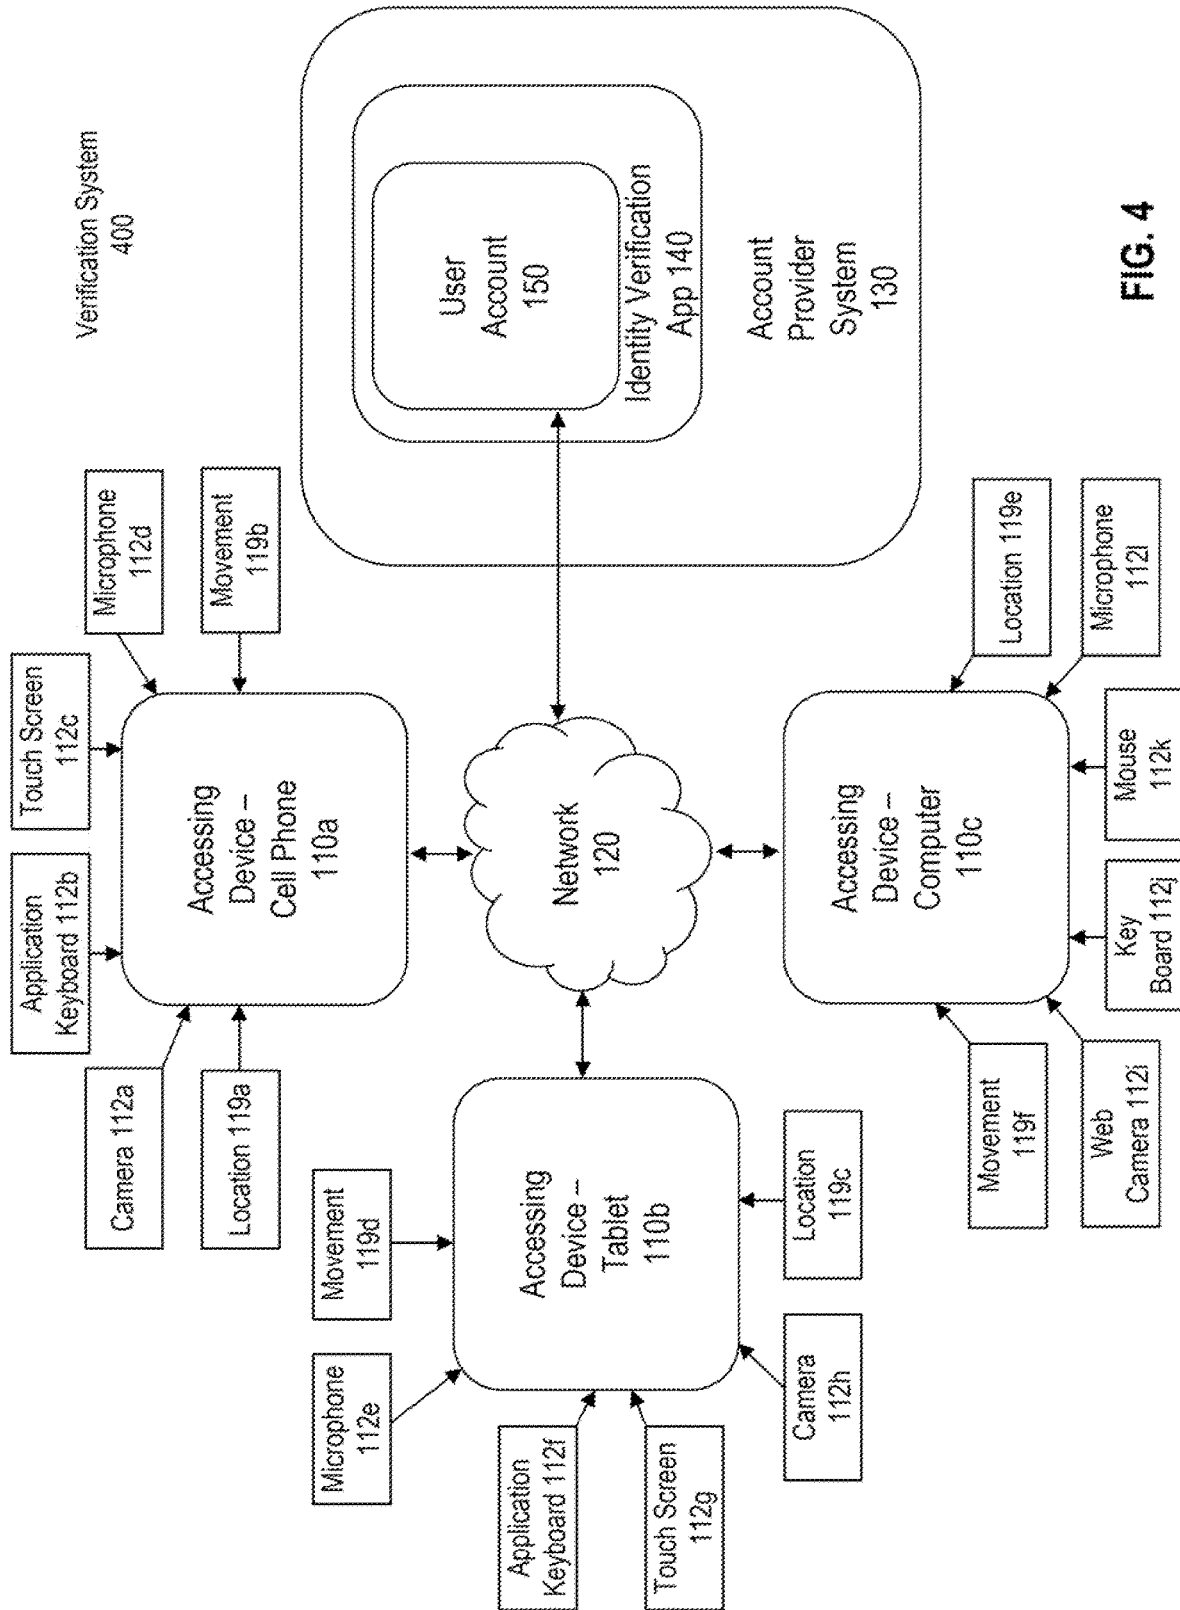 Verification System
400
Application
Keyboard 112b
Touch Screen
112c
Camera 112a
Microphone
112d
Location 119a
Movement
119b
Accessing
Device –
Cell Phone
110a
Microphone
112e
Movement
119d
Application
Keyboard 112f
Touch Screen
112g
Accessing
Device –
Tablet
110b
Camera
112h
Location
119c
Network
120
User
Account
150
Identity Verification
App 140
Account
Provider
System
130
Accessing
Device –
Computer
110c
Movement
119f
Location 119e
Web
Camera 112i
Key
Board 112j
Mouse
112k
Microphone
112l
FIG. 4